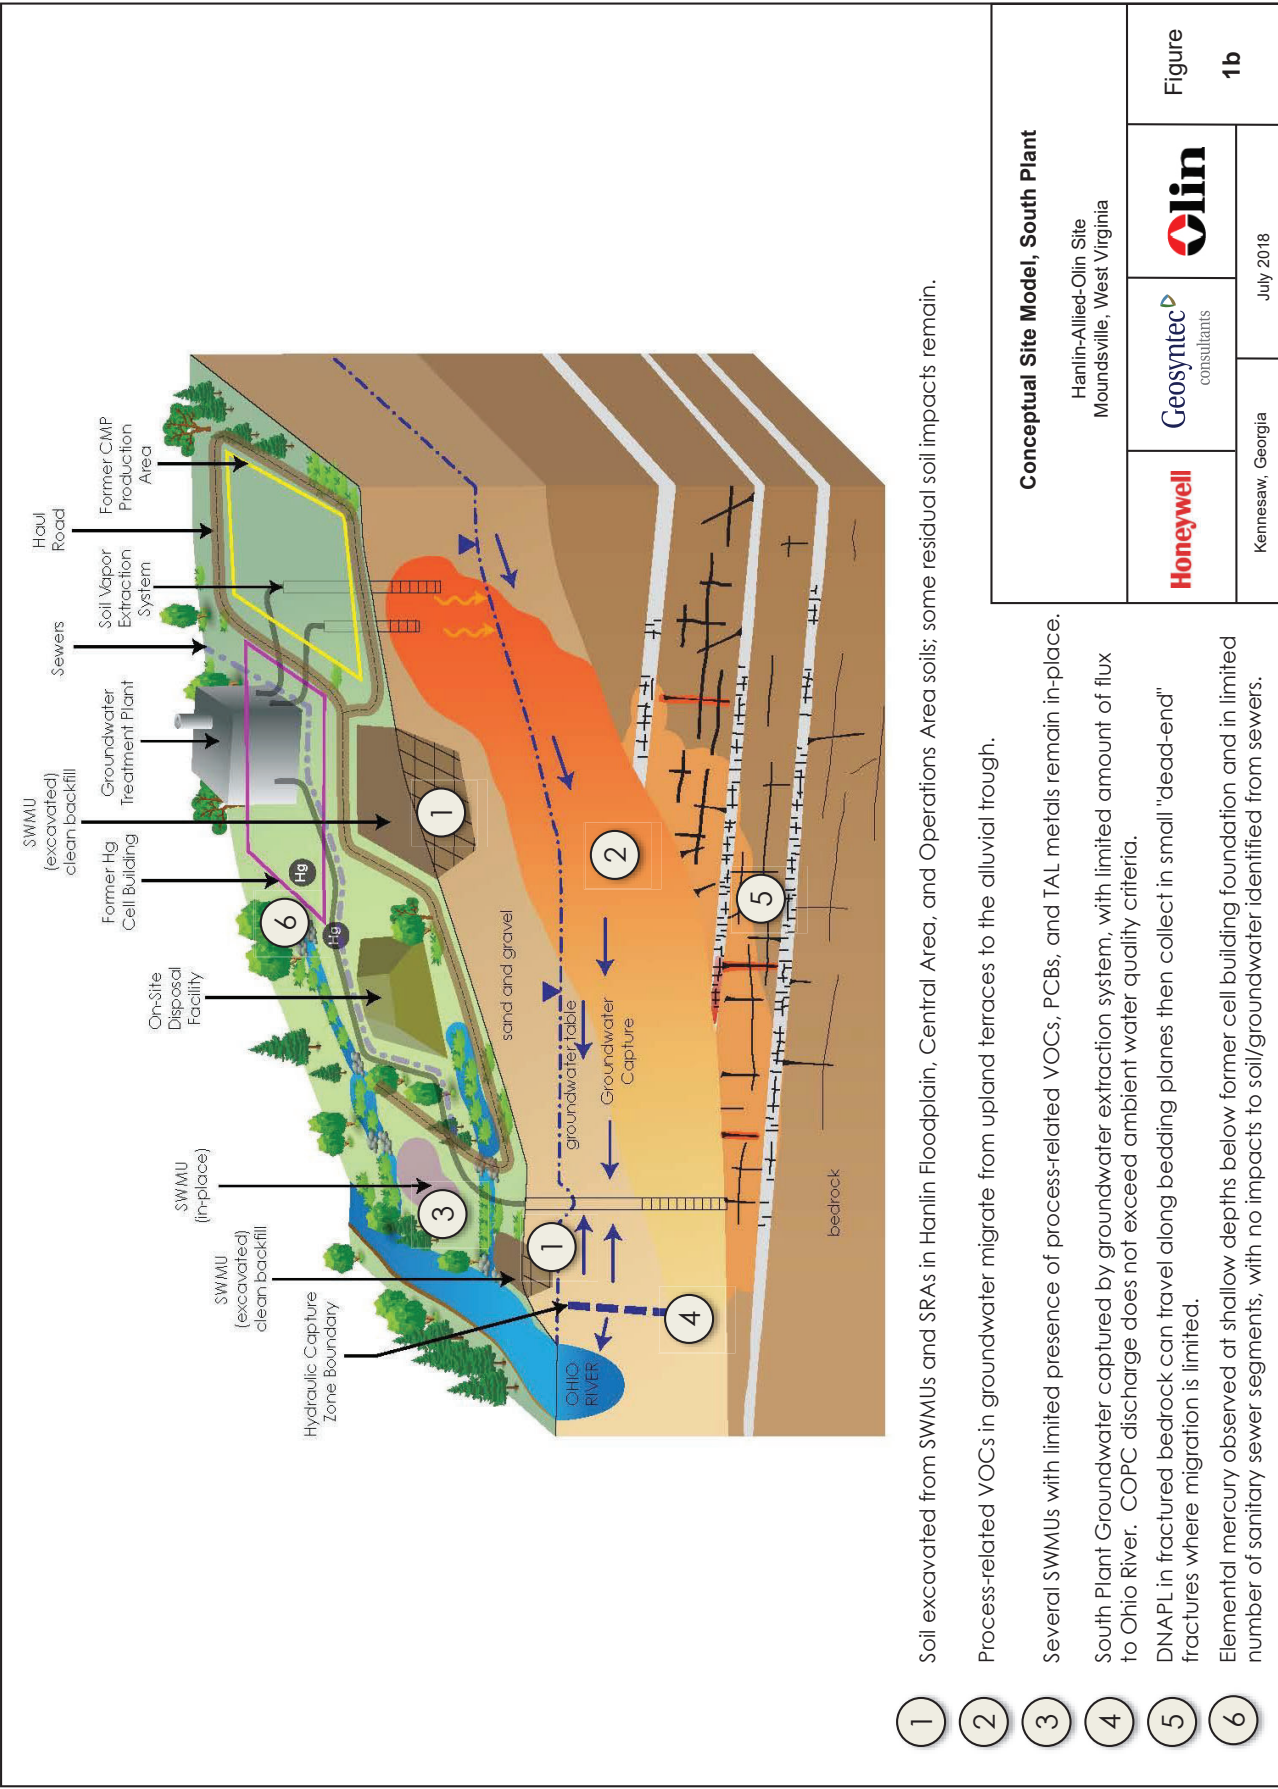 Haul
Road
Former CMP
Production
Area
Soil Vapor
Extraction
System
Sewers
Groundwater
Treatment Plant
SWMU
(excavated)
clean backfill
Former Hg
Cell Building
On-Site
Disposal
Facility
SWMU
(in-place)
SWMU
(excavated)
clean backfill
Hydraulic Capture
Zone Boundary
Hg
Hg
6
3
1
1
2
4
5
sand and gravel
groundwater table
Groundwater
Capture
OHIO
RIVER
bedrock
1 Soil excavated from SWMUs and SRAs in Hanlin Floodplain, Central Area, and Operations Area soils; some residual soil impacts remain.
2 Process-related VOCs in groundwater migrate from upland terraces to the alluvial trough.
3 Several SWMUs with limited presence of process-related VOCs, PCBs, and TAL metals remain in-place.
4 South Plant Groundwater captured by groundwater extraction system, with limited amount of flux
to Ohio River. COPC discharge does not exceed ambient water quality criteria.
5 DNAPL in fractured bedrock can travel along bedding planes then collect in small "dead-end"
fractures where migration is limited.
6 Elemental mercury observed at shallow depths below former cell building foundation and in limited
number of sanitary sewer segments, with no impacts to soil/groundwater identified from sewers.
Conceptual Site Model, South Plant
Hanlin-Allied-Olin Site
Moundsville, West Virginia
Honeywell
Geosyntec
consultants
Olin
Figure
1b
Kennesaw, Georgia
July 2018